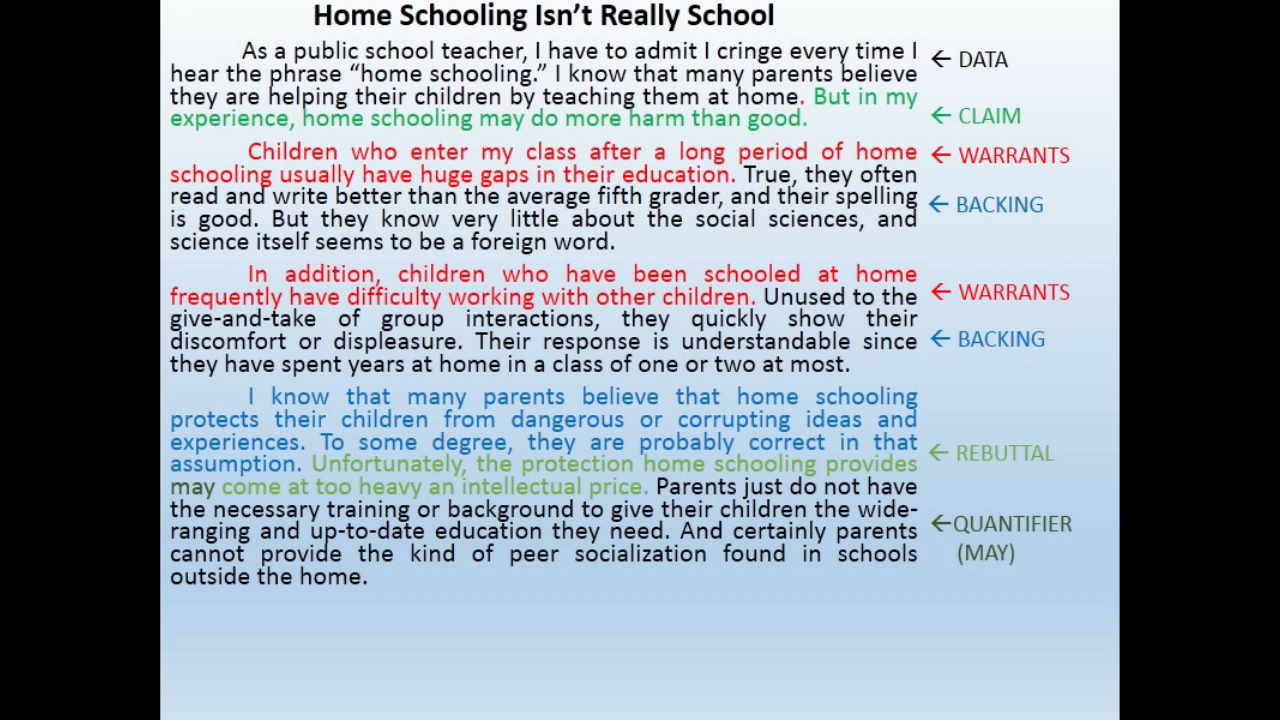 Home Schooling Isn’t Really School
As a public school teacher, I have to admit I cringe every time I
hear the phrase “home schooling.” I know that many parents believe
they are helping their children by teaching them at home. But in my
experience, home schooling may do more harm than good.
Children who enter my class after a long period of home
schooling usually have huge gaps in their education. True, they often
read and write better than the average fifth grader, and their spelling
is good. But they know very little about the social sciences, and
science itself seems to be a foreign word.
In addition, children who have been schooled at home
frequently have difficulty working with other children. Unused to the
give-and-take of group interactions, they quickly show their
discomfort or displeasure. Their response is understandable since
they have spent years at home in a class of one or two at most.
I know that many parents believe that home schooling
protects their children from dangerous or corrupting ideas and
experiences. To some degree, they are probably correct in that
assumption. Unfortunately, the protection home schooling provides
may come at too heavy an intellectual price. Parents just do not have
the necessary training or background to give their children the wide-
ranging and up-to-date education they need. And certainly parents
cannot provide the kind of peer socialization found in schools
outside the home.
← DATA
← CLAIM
← WARRANTS
← BACKING
← WARRANTS
← BACKING
← REBUTTAL
←QUANTIFIER
(MAY)